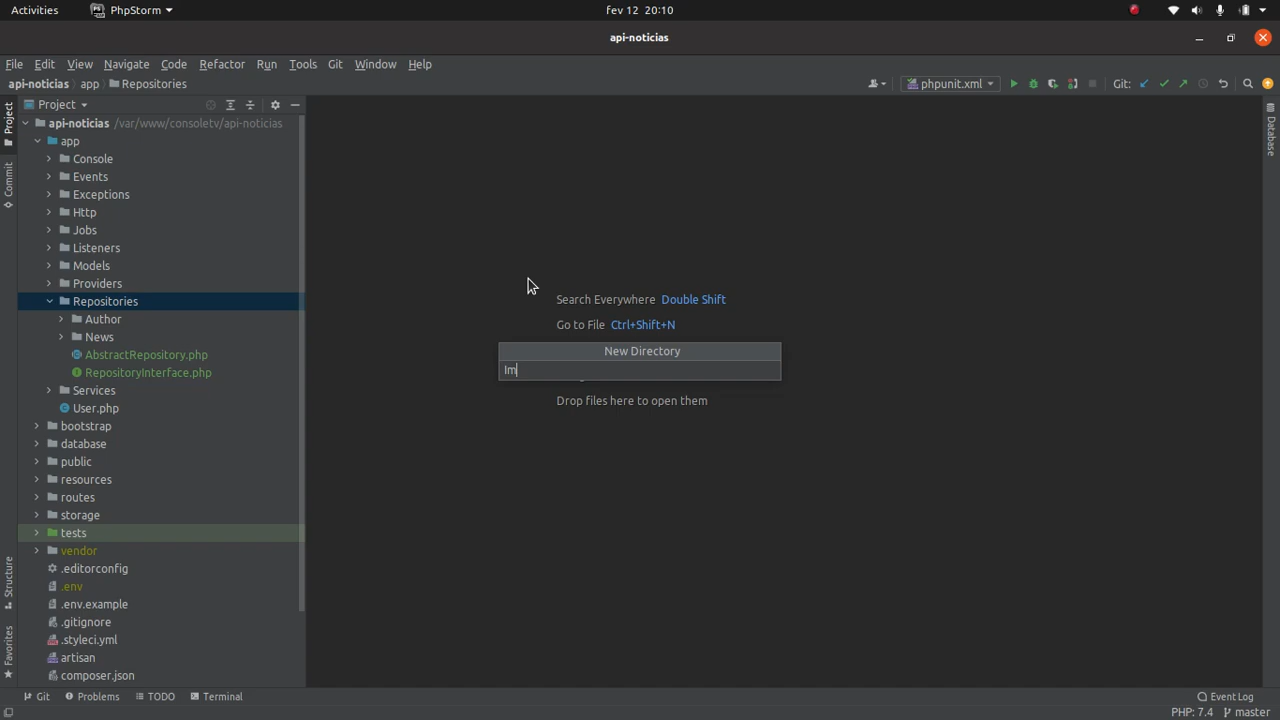 Activities
PhpStorm
fev 12 20:10
api-noticias
File Edit View Navigate Code Refactor Run Tools Git Window Help
api-noticias app Repositories
phpunit.xml
Git:
Project
Project
api-noticias /var/www/consoletv/api-noticias
app
Console
Events
Exceptions
Http
Jobs
Listeners
Models
Providers
Repositories
Author
News
AbstractRepository.php
RepositoryInterface.php
Services
User.php
bootstrap
database
public
resources
routes
storage
tests
vendor
.editorconfig
.env
.env.example
.gitignore
.styleci.yml
artisan
composer.json
Commit
Structure
Favorites
Search Everywhere Double Shift
Go to File Ctrl+Shift+N
New Directory
Im
Drop files here to open them
Database
Git Problems TODO Terminal
Event Log
PHP: 7.4 master